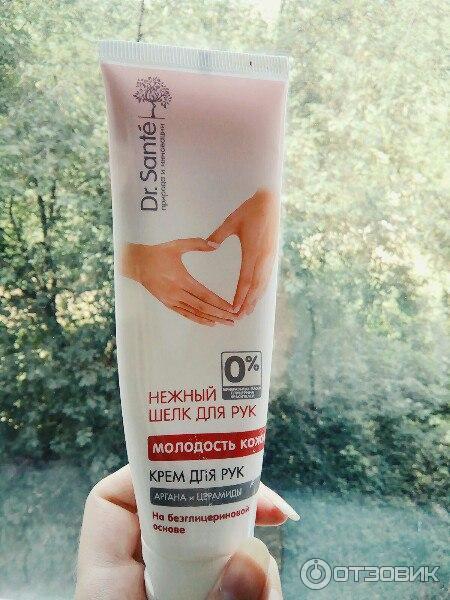 Dr. Santé
природа и инновации
0%
НЕЖНЫЙ
ШЕЛК ДЛЯ РУК
МОЛОДОСТЬ КОЖИ
КРЕМ ДЛЯ РУК
АРГАНА и ЦЕРАМИДЫ
На безглицериновой
основе
ОТЗОВИК